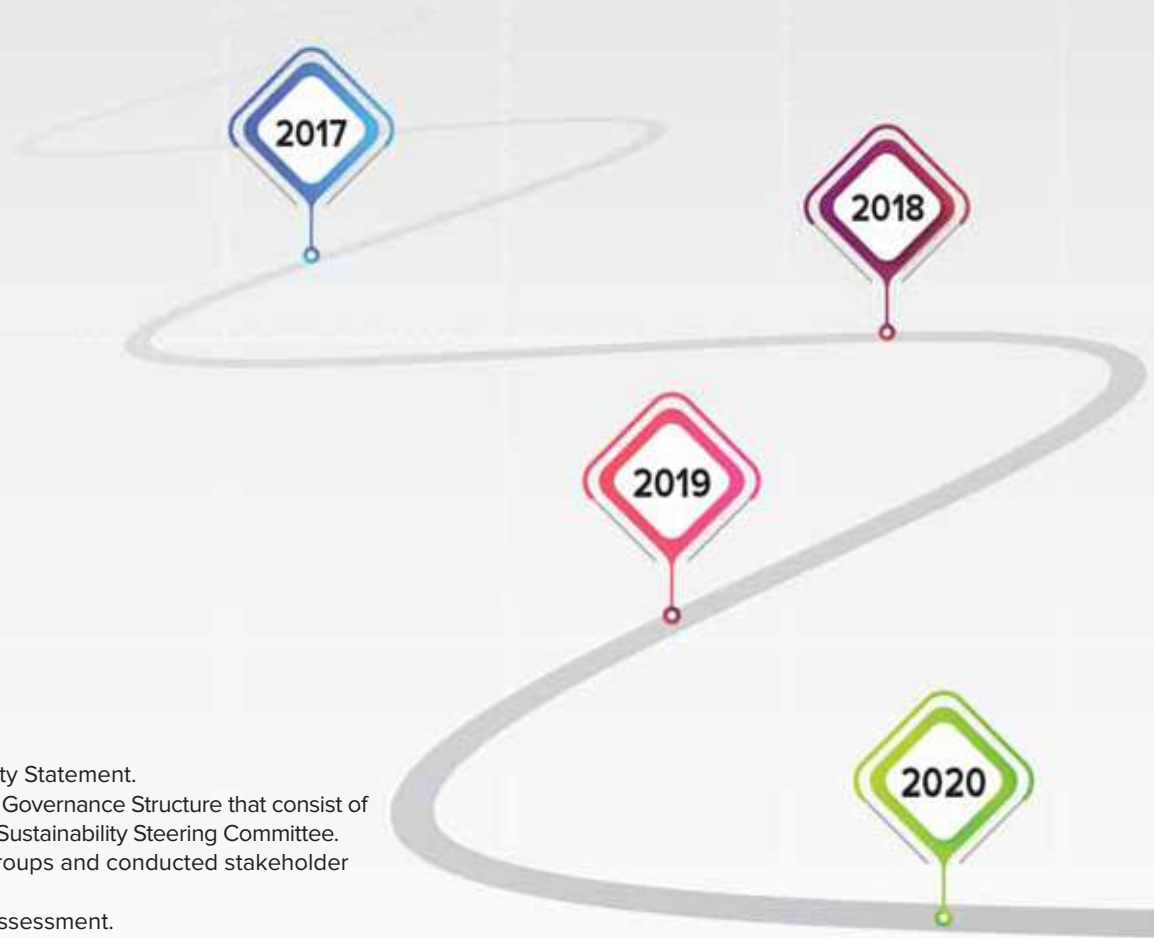 2017
2018
2019
2020
ty Statement.
Governance Structure that consist of
Sustainability Steering Committee.
roups and conducted stakeholder
ssessment.